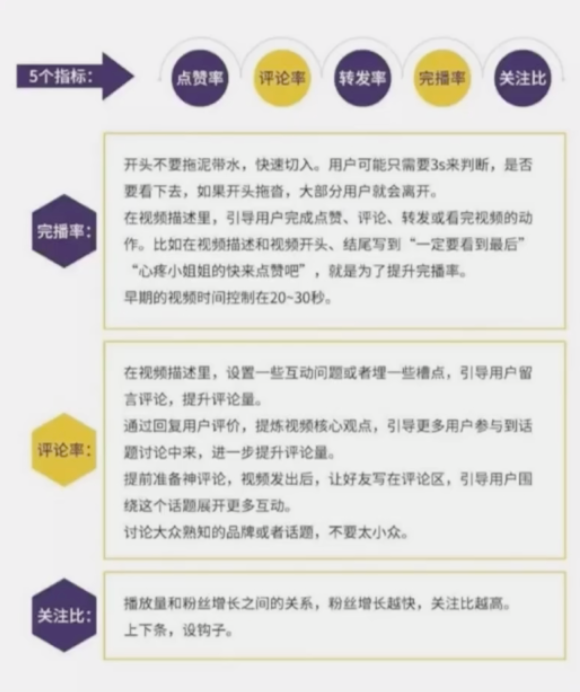 5个指标：
点赞率
评论率
转发率
完播率
关注比
完播率：
开头不要拖泥带水，快速切入。用户可能只需要3s来判断，是否
要看下去，如果开头拖沓，大部分用户就会离开。
在视频描述里，引导用户完成点赞、评论、转发或看完视频的动
作。比如在视频描述和视频开头、结尾写到“一定要看到最后”
“心疼小姐姐的快来点赞吧”，就是为了提升完播率。
早期的视频时间控制在20~30秒。
评论率：
在视频描述里，设置一些互动问题或者埋一些槽点，引导用户留
言评论，提升评论量。
通过回复用户评价，提炼视频核心观点，引导更多用户参与到话
题讨论中来，进一步提升评论量。
提前准备神评论，视频发出后，让好友写在评论区，引导用户围
绕这个话题展开更多互动。
讨论大众熟知的品牌或者话题，不要太小众。
关注比：
播放量和粉丝增长之间的关系，粉丝增长越快，关注比越高。
上下条，设钩子。